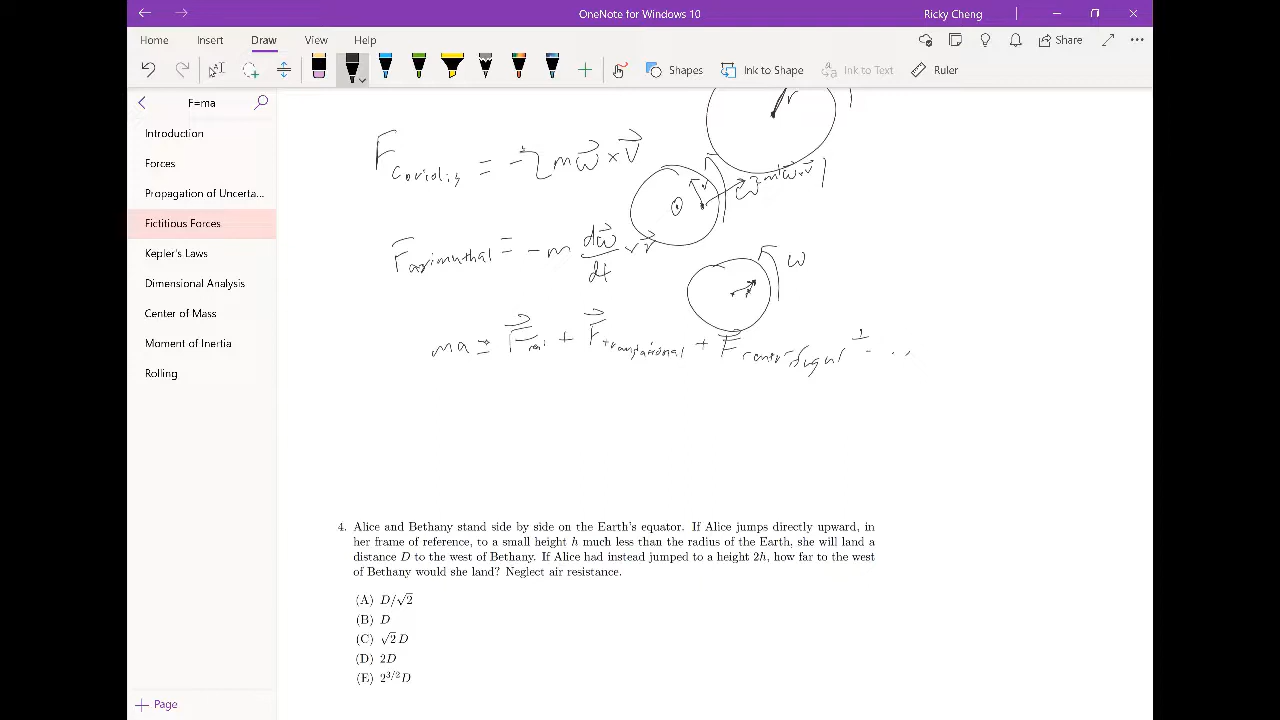 OneNote for Windows 10
Ricky Cheng
Home Insert Draw View Help
Share
Shapes Ink to Shape Ink to Text Ruler
F=ma
Introduction
Forces
Propagation of Uncerta...
Fictitious Forces
Kepler's Laws
Dimensional Analysis
Center of Mass
Moment of Inertia
Rolling
Page
r
F⃗coriolis = -2mω⃗ × v⃗
F azimuthal = -m dω⃗/dt × r⃗
ω
ma = F⃗real + F⃗translational + F⃗centrifugal + ...
4. Alice and Bethany stand side by side on the Earth's equator. If Alice jumps directly upward, in
her frame of reference, to a small height h much less than the radius of the Earth, she will land a
distance D to the west of Bethany. If Alice had instead jumped to a height 2h, how far to the west
of Bethany would she land? Neglect air resistance.
(A) D/√2
(B) D
(C) √2 D
(D) 2D
(E) 2^{3/2}D